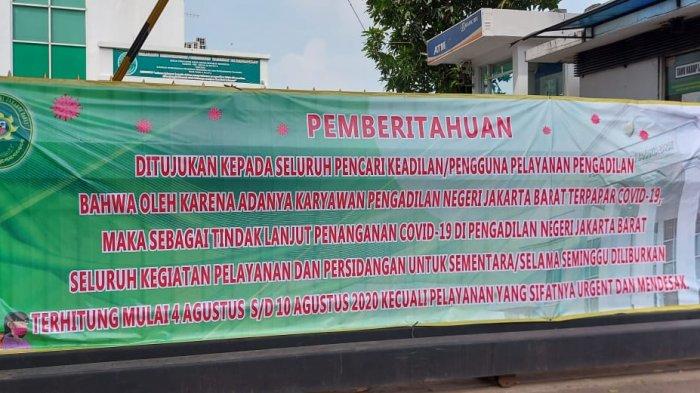 PEMBERITAHUAN
DITUJUKAN KEPADA SELURUH PENCARI KEADILAN/PENGGUNA PELAYANAN PENGADILAN
BAHWA OLEH KARENA ADANYA KARYAWAN PENGADILAN NEGERI JAKARTA BARAT TERPAPAR COVID-19,
MAKA SEBAGAI TINDAK LANJUT PENANGANAN COVID-19 DI PENGADILAN NEGERI JAKARTA BARAT
SELURUH KEGIATAN PELAYANAN DAN PERSIDANGAN UNTUK SEMENTARA/SELAMA SEMINGGU DILIBURKAN
TERHITUNG MULAI 4 AGUSTUS S/D 10 AGUSTUS 2020 KECUALI PELAYANAN YANG SIFATNYA URGENT DAN MENDESAK.
ATM